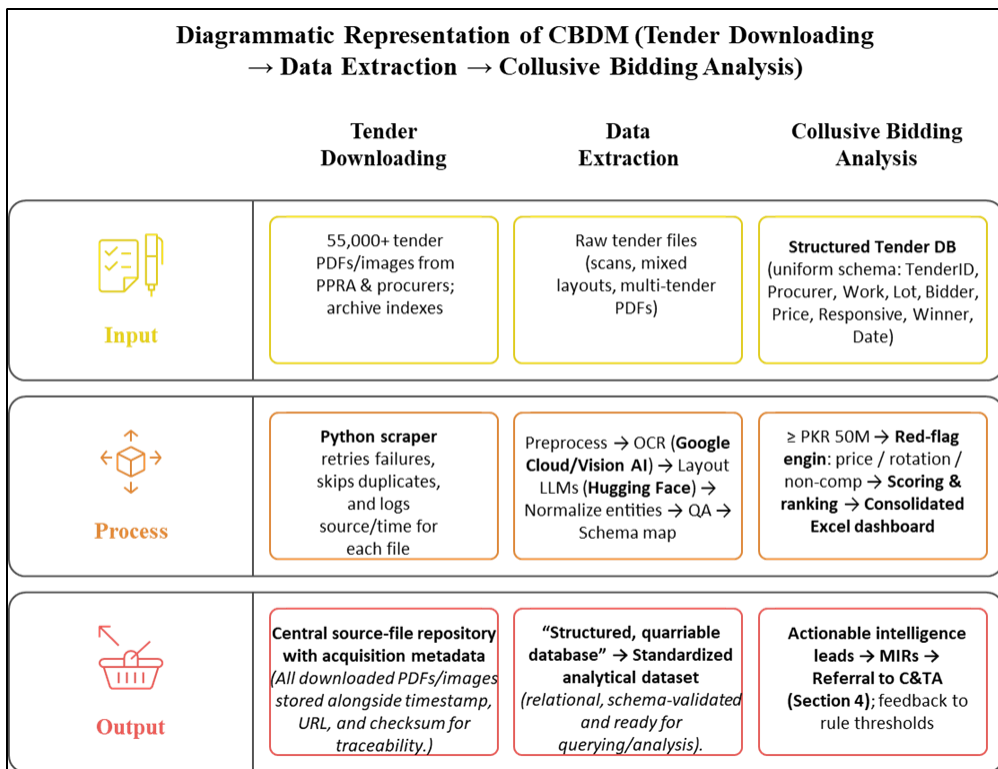 Diagrammatic Representation of CBDM (Tender Downloading
→ Data Extraction → Collusive Bidding Analysis)
Tender
Downloading
Data
Extraction
Collusive Bidding
Analysis
Input
55,000+ tender
PDFs/images from
PPRA & procurers;
archive indexes
Raw tender files
(scans, mixed
layouts, multi-tender
PDFs)
Structured Tender DB
(uniform schema: TenderID,
Procurer, Work, Lot, Bidder,
Price, Responsive, Winner,
Date)
Process
Python scraper
retries failures,
skips duplicates,
and logs
source/time for
each file
Preprocess → OCR (Google
Cloud/Vision AI) → Layout
LLMs (Hugging Face) →
Normalize entities → QA →
Schema map
≥ PKR 50M → Red-flag
engin: price / rotation /
non-comp → Scoring &
ranking → Consolidated
Excel dashboard
Output
Central source-file repository
with acquisition metadata
(All downloaded PDFs/images
stored alongside timestamp,
URL, and checksum for
traceability.)
“Structured, quarriable
database” → Standardized
analytical dataset
(relational, schema-validated
and ready for
querying/analysis).
Actionable intelligence
leads → MIRs →
Referral to C&TA
(Section 4); feedback to
rule thresholds